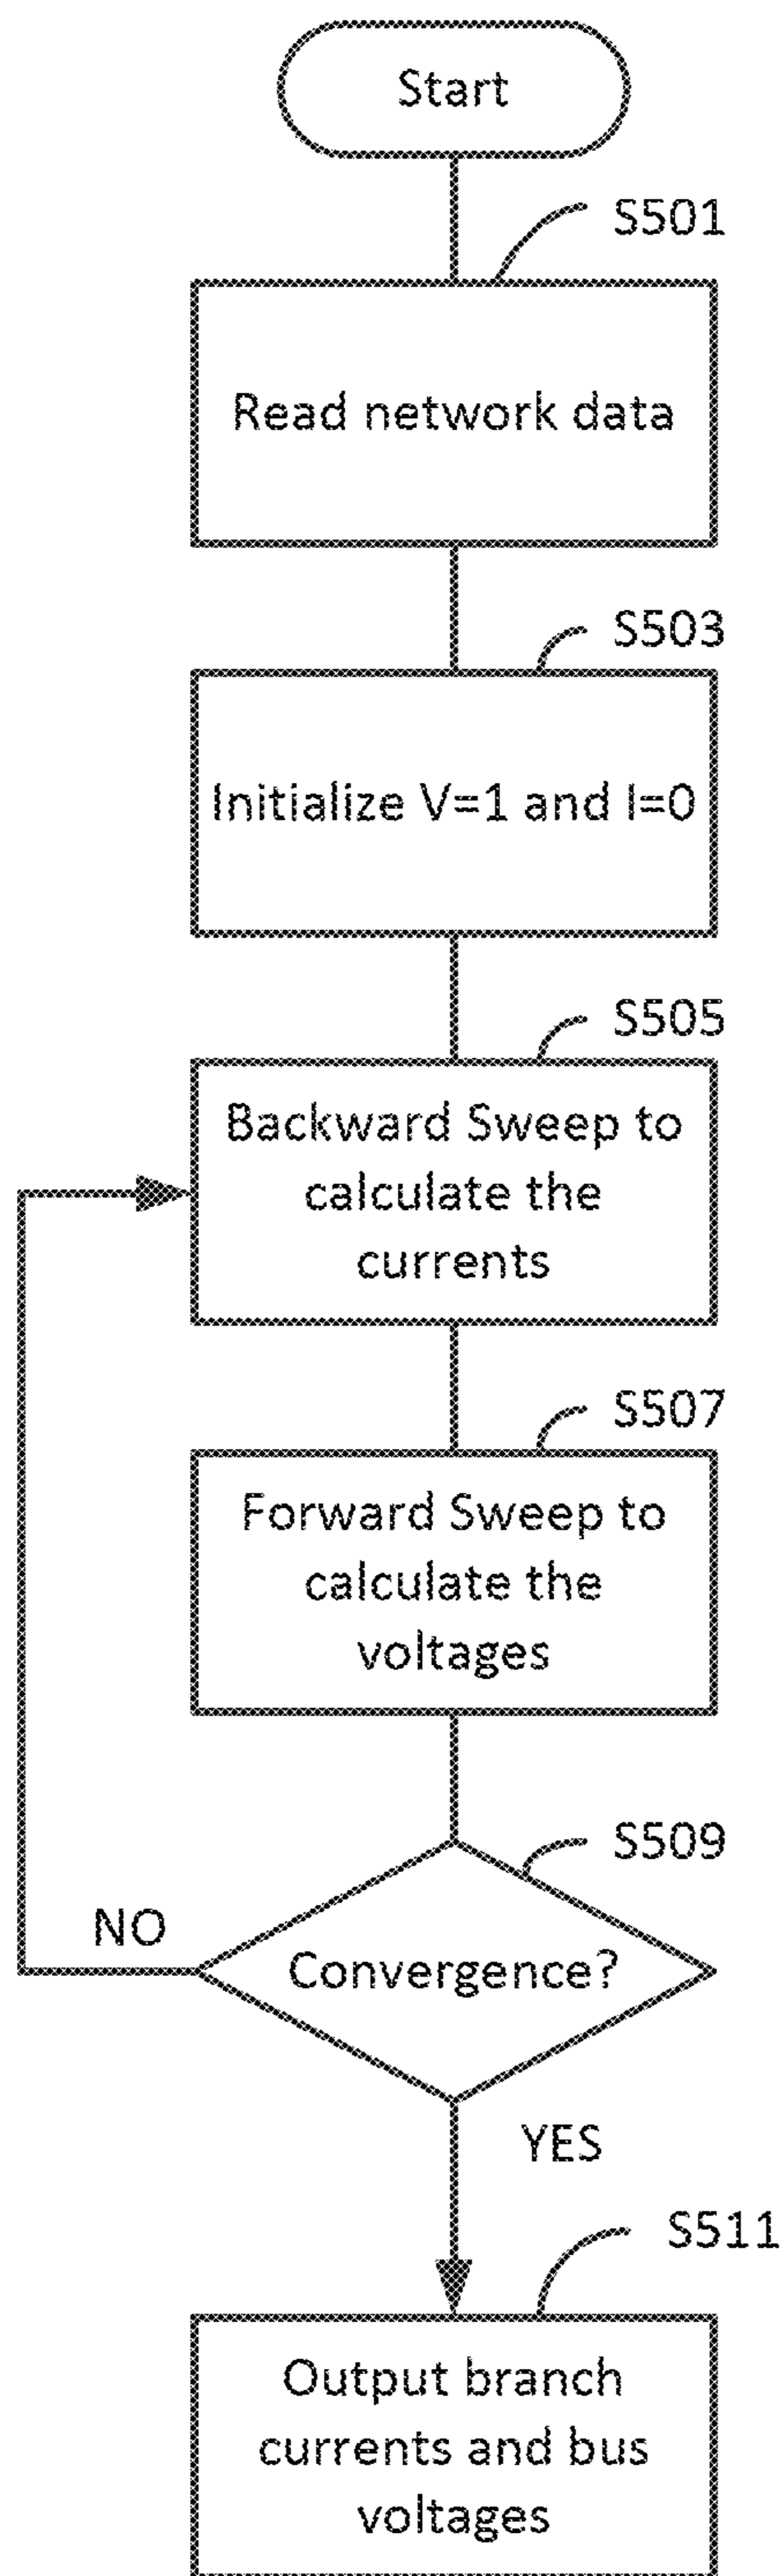 Start
S501
Read network data
S503
Initialize V=1 and I=0
S505
Backward Sweep to
calculate the
currents
S507
Forward Sweep to
calculate the
voltages
S509
NO
Convergence?
YES
S511
Output branch
currents and bus
voltages